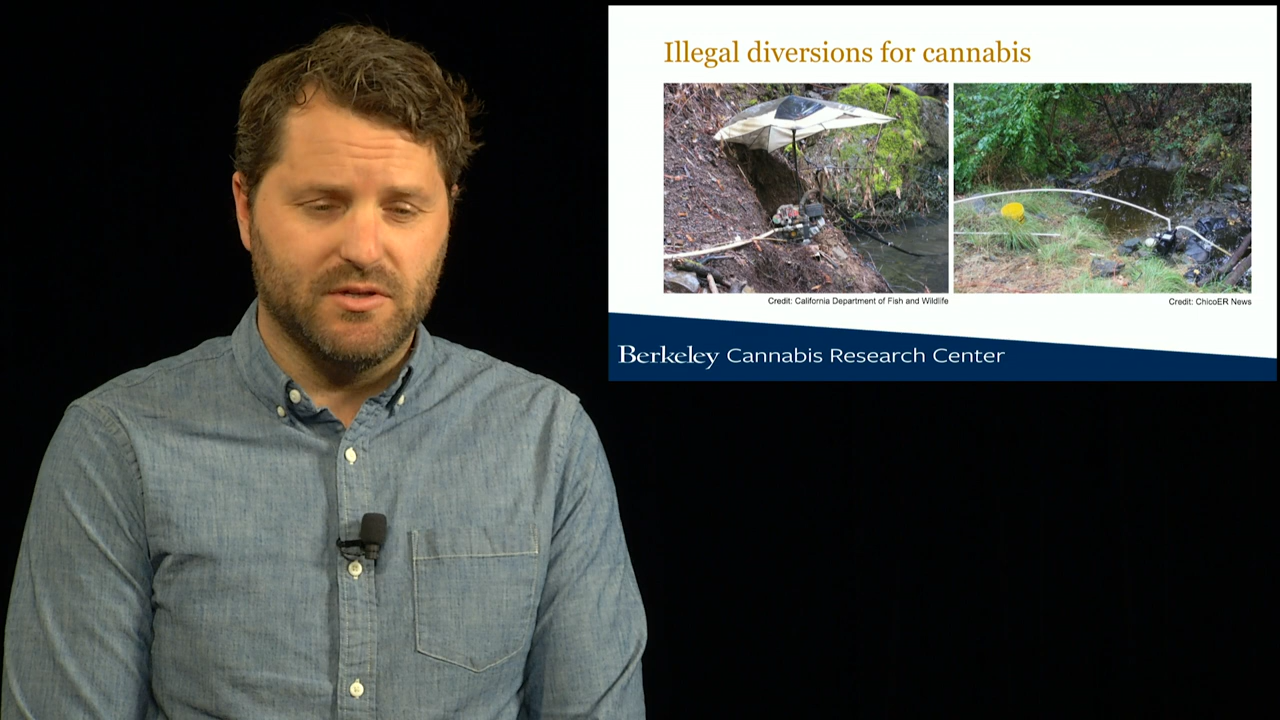 Illegal diversions for cannabis
Credit: California Department of Fish and Wildlife
Credit: ChicoER News
Berkeley Cannabis Research Center